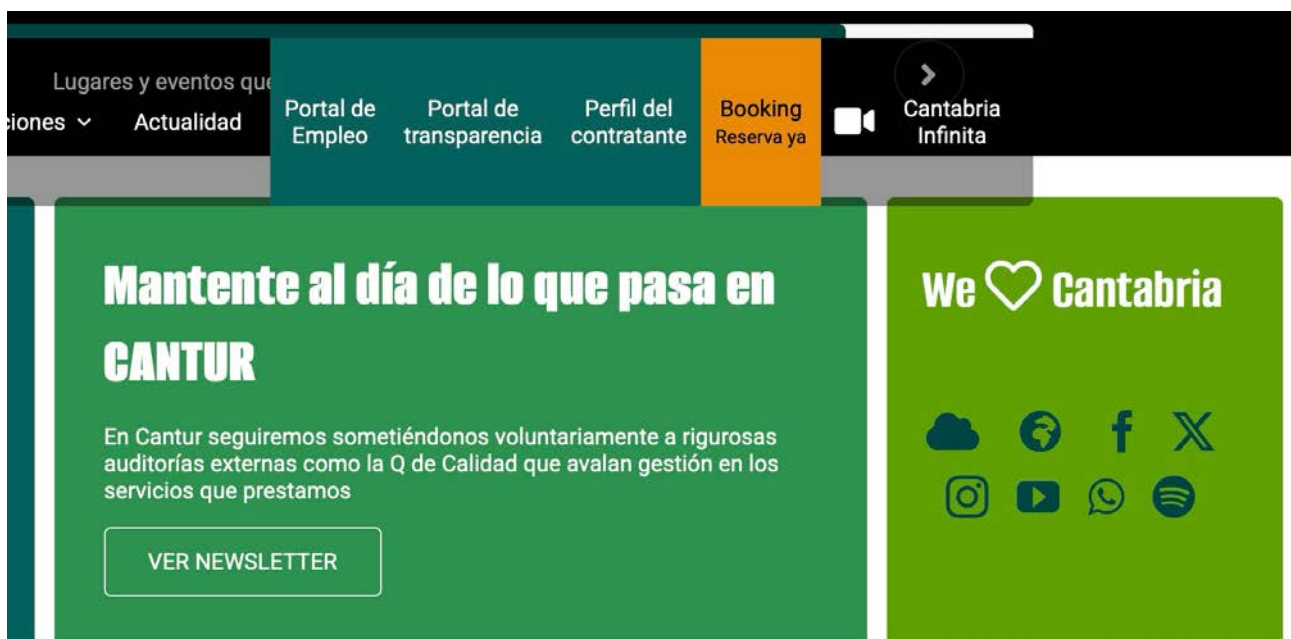 Lugares y eventos que
ciones
Actualidad
Portal de
Empleo
Portal de
transparencia
Perfil del
contratante
Booking
Reserva ya
Cantabria
Infinita
Mantente al día de lo que pasa en
CANTUR
En Cantur seguiremos sometiéndonos voluntariamente a rigurosas
auditorías externas como la Q de Calidad que avalan gestión en los
servicios que prestamos
VER NEWSLETTER
We Cantabria